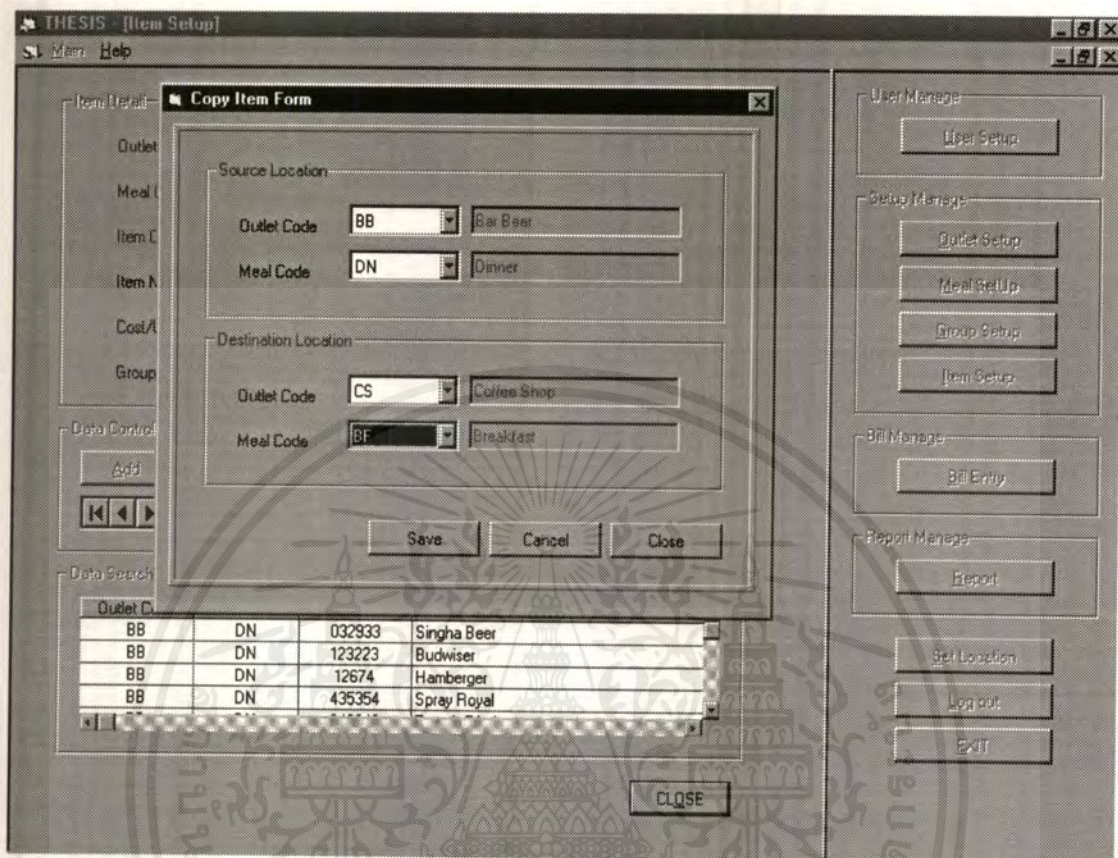 THESIS - [Item Setup]
Main Help
Item Detail
Outlet
Meal
Item
Item N
Cost/
Group
Data Control
Add
Data Search
Copy Item Form
Source Location
Outlet Code BB Bar Beer
Meal Code DN Dinner
Destination Location
Outlet Code CS Coffee Shop
Meal Code BF Breakfast
Save Cancel Close
Outlet C
BB DN 032933 Singha Beer
BB DN 123223 Budwiser
BB DN 12674 Hamberger
BB DN 435354 Spray Royal
CLOSE
User Manage
User Setup
Setup Manage
Outlet Setup
Meal SetUp
Group Setup
Item Setup
Bill Manage
Bill Entry
Report Manage
Report
Set Location
Log out
EXIT